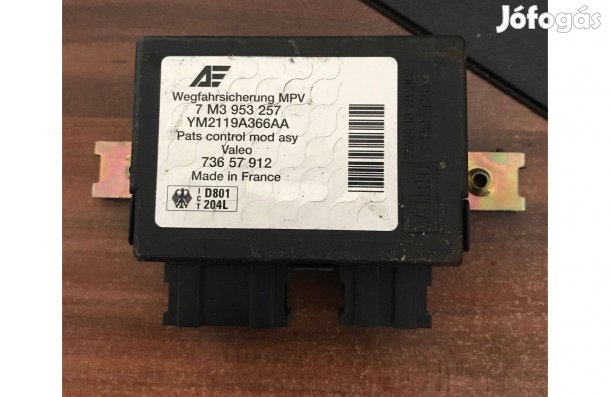 Jófogás
AE
Wegfahrsicherung MPV
7 M3 953 257
YM2119A366AA
Pats control mod asy
Valeo
736 57 912
Made in France
ICT D801
204L